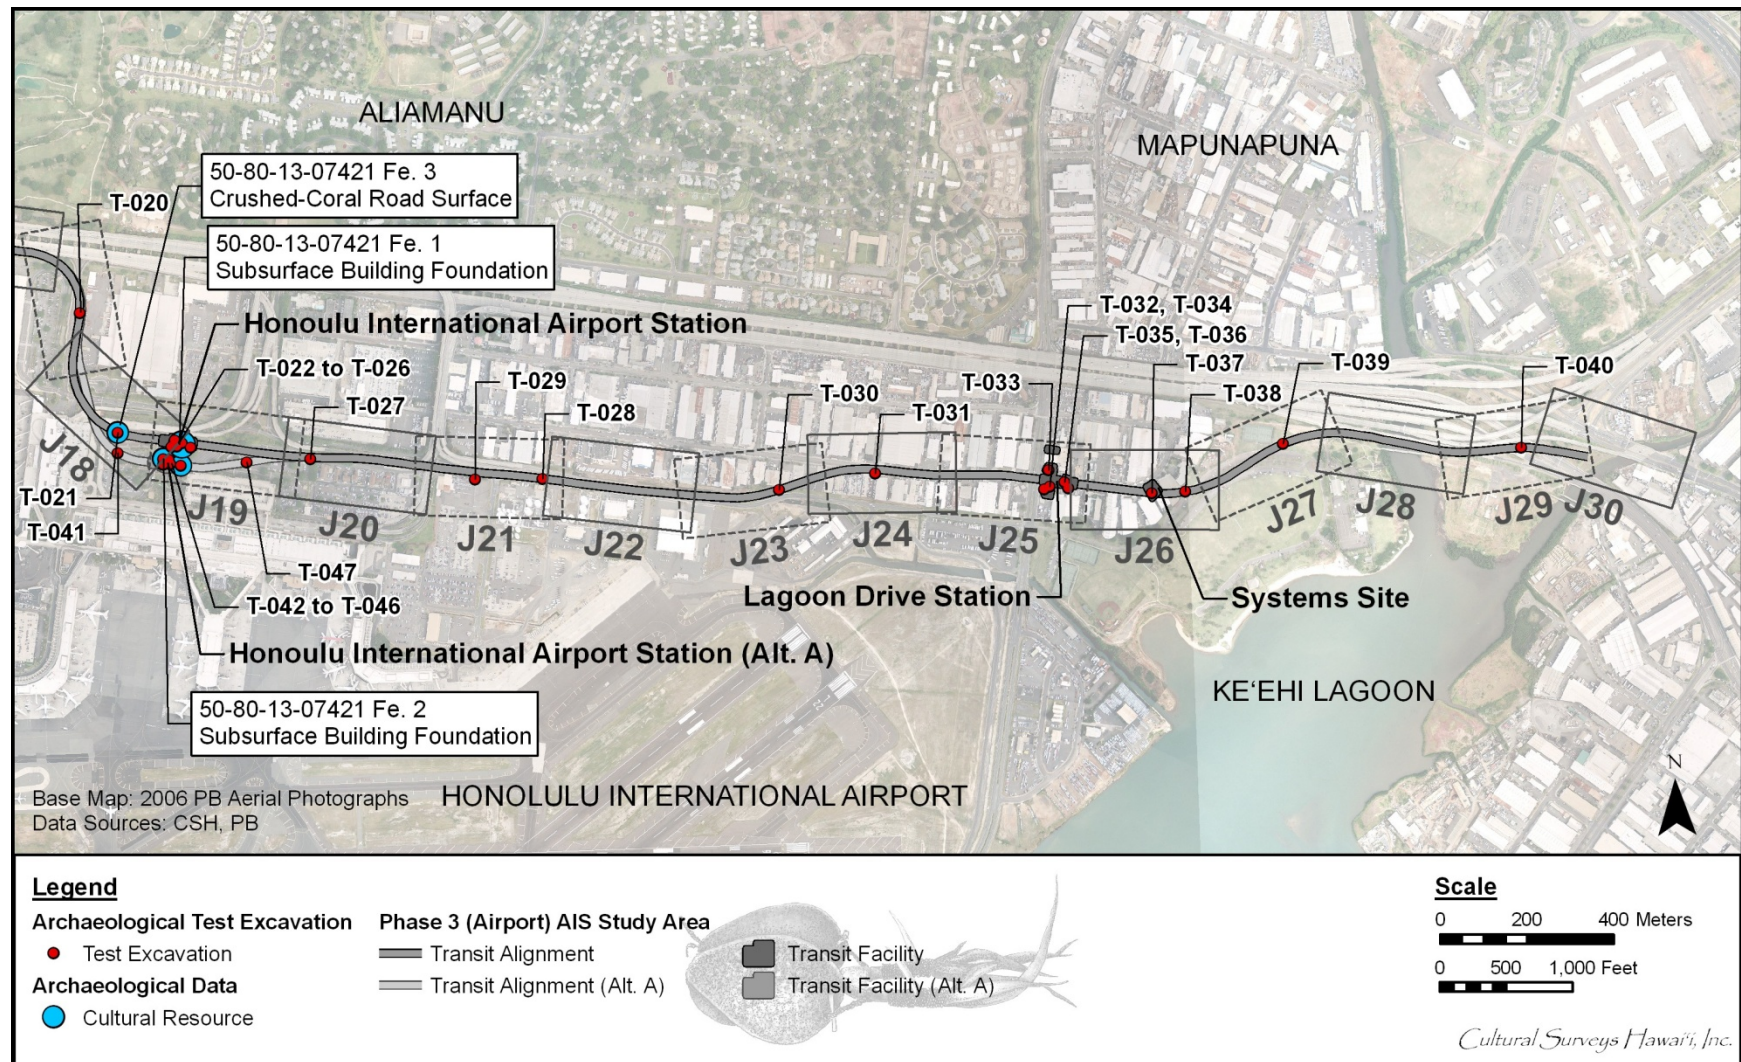 ALIAMANU
MAPUNAPUNA
50-80-13-07421 Fe. 3
Crushed-Coral Road Surface
T-020
50-80-13-07421 Fe. 1
Subsurface Building Foundation
Honoulu International Airport Station
T-022 to T-026
T-027
T-029
T-028
T-030
T-031
T-033
T-032, T-034
T-035, T-036
T-037
T-038
T-039
T-040
J18
J19
J20
J21
J22
J23
J24
J25
J26
J27
J28
J29
J30
T-021
T-041
T-047
T-042 to T-046
Lagoon Drive Station
Systems Site
Honoulu International Airport Station (Alt. A)
50-80-13-07421 Fe. 2
Subsurface Building Foundation
KEʻEHI LAGOON
HONOLULU INTERNATIONAL AIRPORT
N
Base Map: 2006 PB Aerial Photographs
Data Sources: CSH, PB
Legend
Archaeological Test Excavation
Test Excavation
Archaeological Data
Cultural Resource
Phase 3 (Airport) AIS Study Area
Transit Alignment
Transit Alignment (Alt. A)
Transit Facility
Transit Facility (Alt. A)
Scale
0 200 400 Meters
0 500 1,000 Feet
Cultural Surveys Hawaiʻi, Inc.